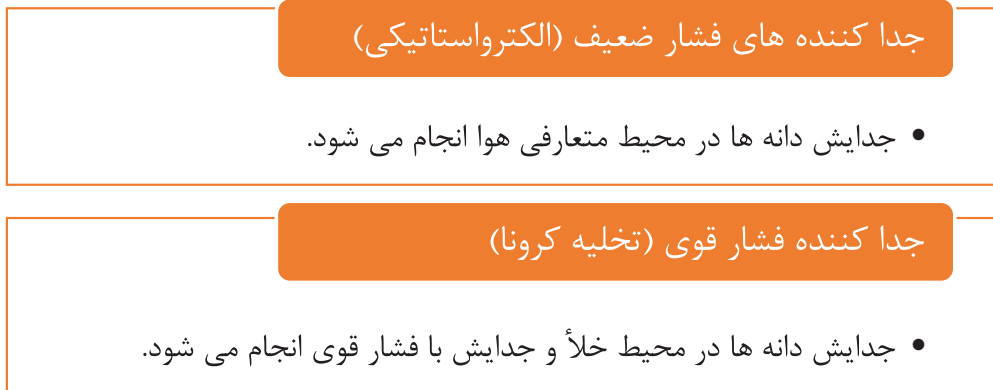 جدا کننده های فشار ضعیف (الکترواستاتیکی)
• جدایش دانه ها در محیط متعارفی هوا انجام می شود.
جدا کننده فشار قوی (تخلیه کرونا)
• جدایش دانه ها در محیط خلأ و جدایش با فشار قوی انجام می شود.